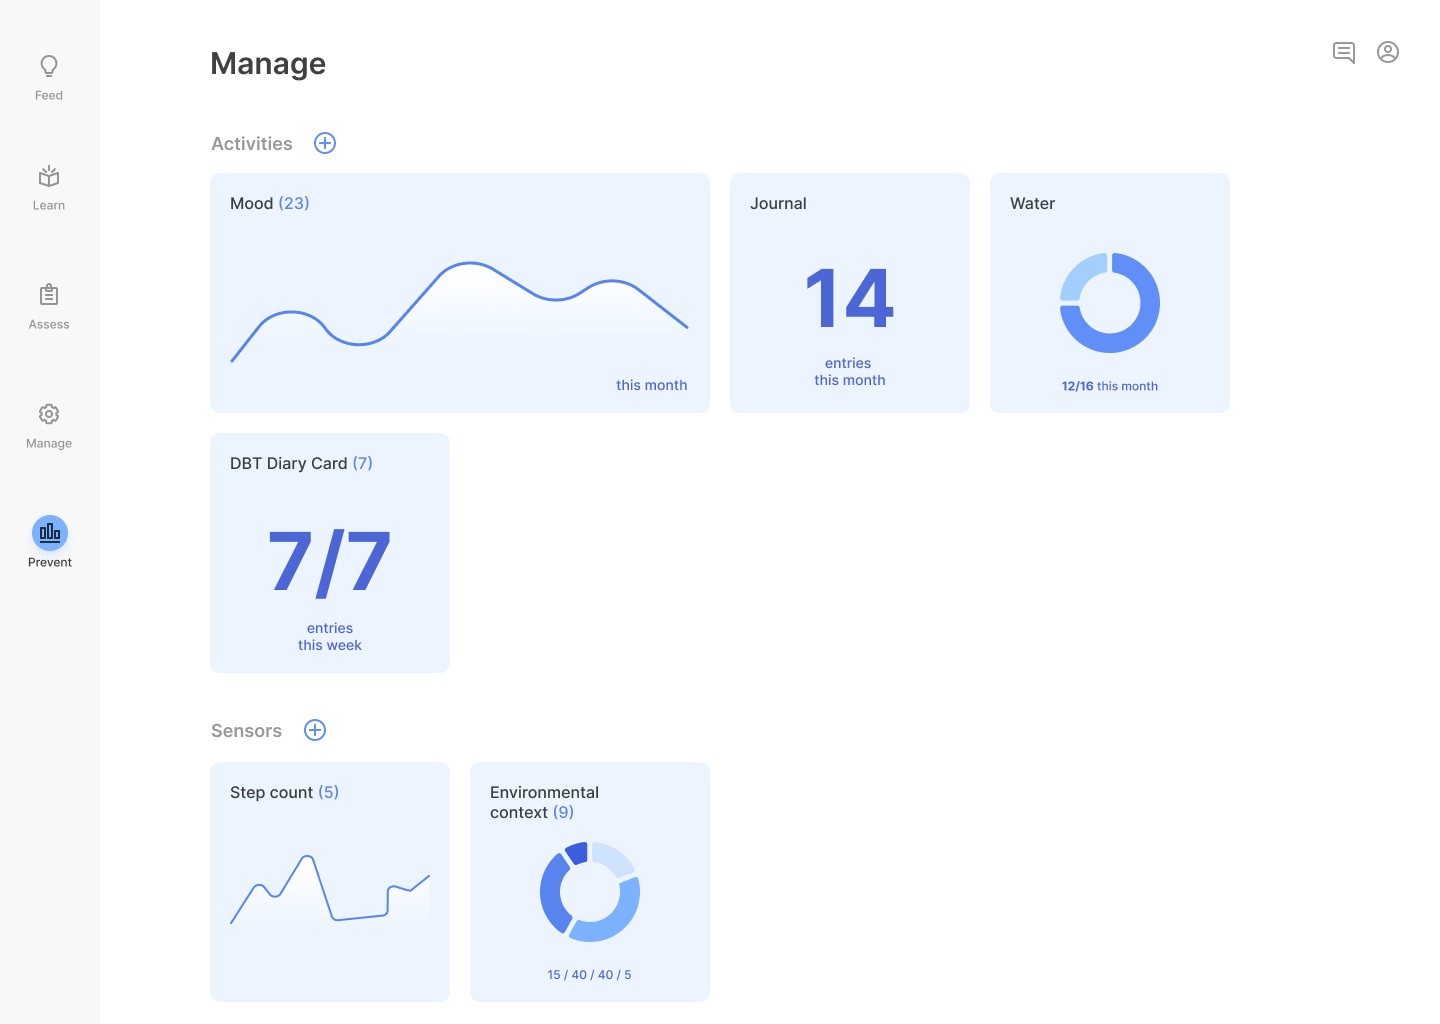 Manage
Feed
Learn
Assess
Manage
Prevent
Activities
Mood (23)
this month
Journal
14
entries
this month
Water
12/16 this month
DBT Diary Card (7)
7/7
entries
this week
Sensors
Step count (5)
Environmental
context (9)
15 / 40 / 40 / 5